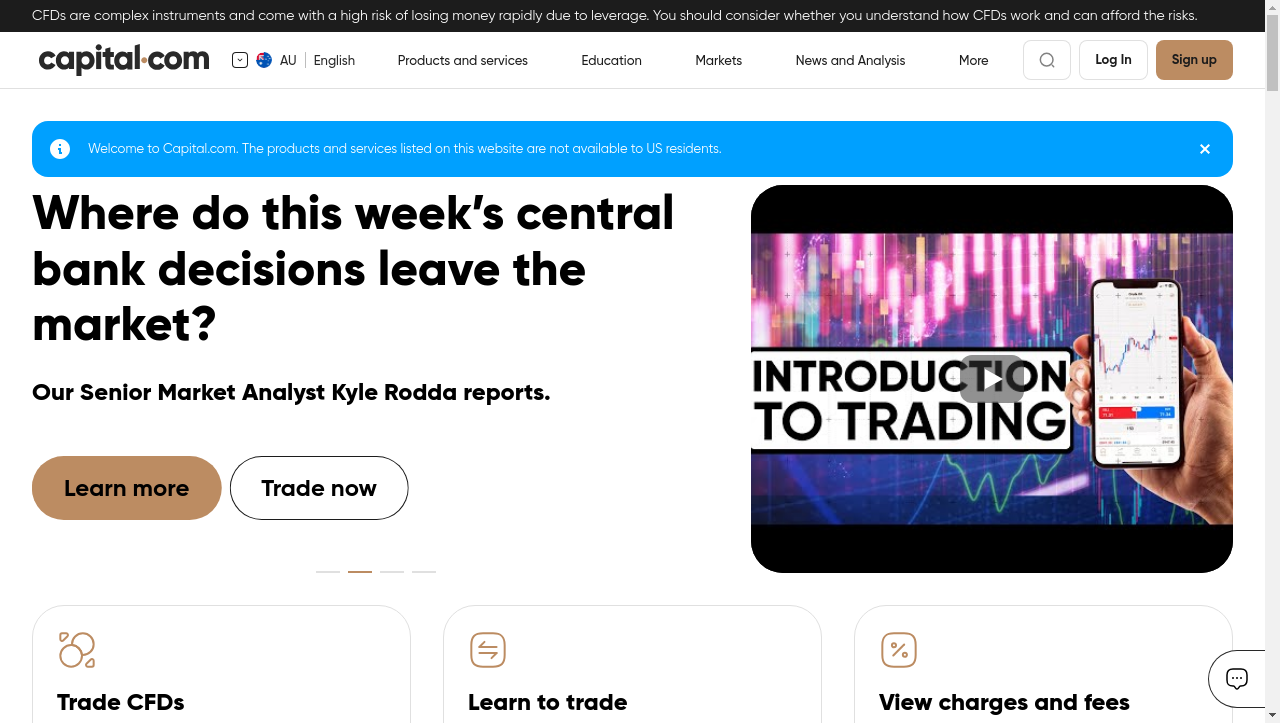 CFDs are complex instruments and come with a high risk of losing money rapidly due to leverage. You should consider whether you understand how CFDs work and can afford the risks.
capital.com AU English Products and services Education Markets News and Analysis More Log In Sign up
Welcome to Capital.com. The products and services listed on this website are not available to US residents.
Where do this week's central
bank decisions leave the
market?
Our Senior Market Analyst Kyle Rodda reports.
Learn more Trade now
INTRODUCTION
TO TRADING
Trade CFDs
Learn to trade
View charges and fees